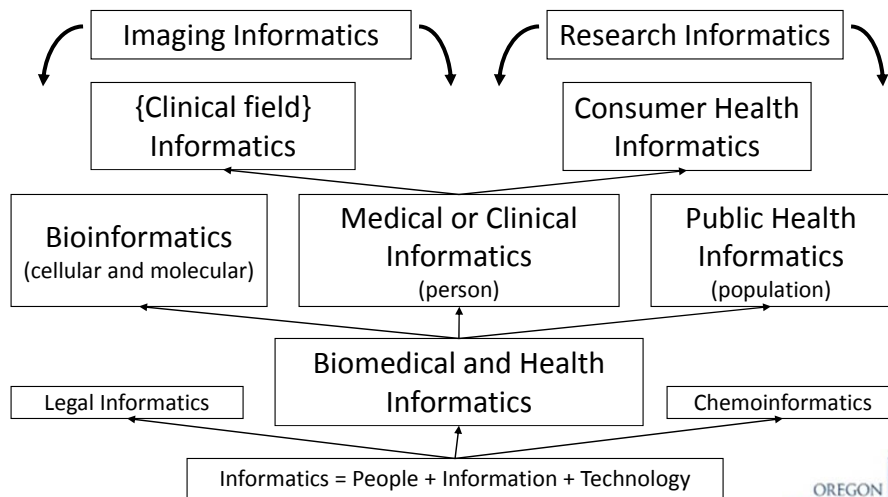 Imaging Informatics
Research Informatics
{Clinical field}
Informatics
Consumer Health
Informatics
Bioinformatics
(cellular and molecular)
Medical or Clinical
Informatics
(person)
Public Health
Informatics
(population)
Biomedical and Health
Informatics
Legal Informatics
Chemoinformatics
Informatics = People + Information + Technology
OREGON